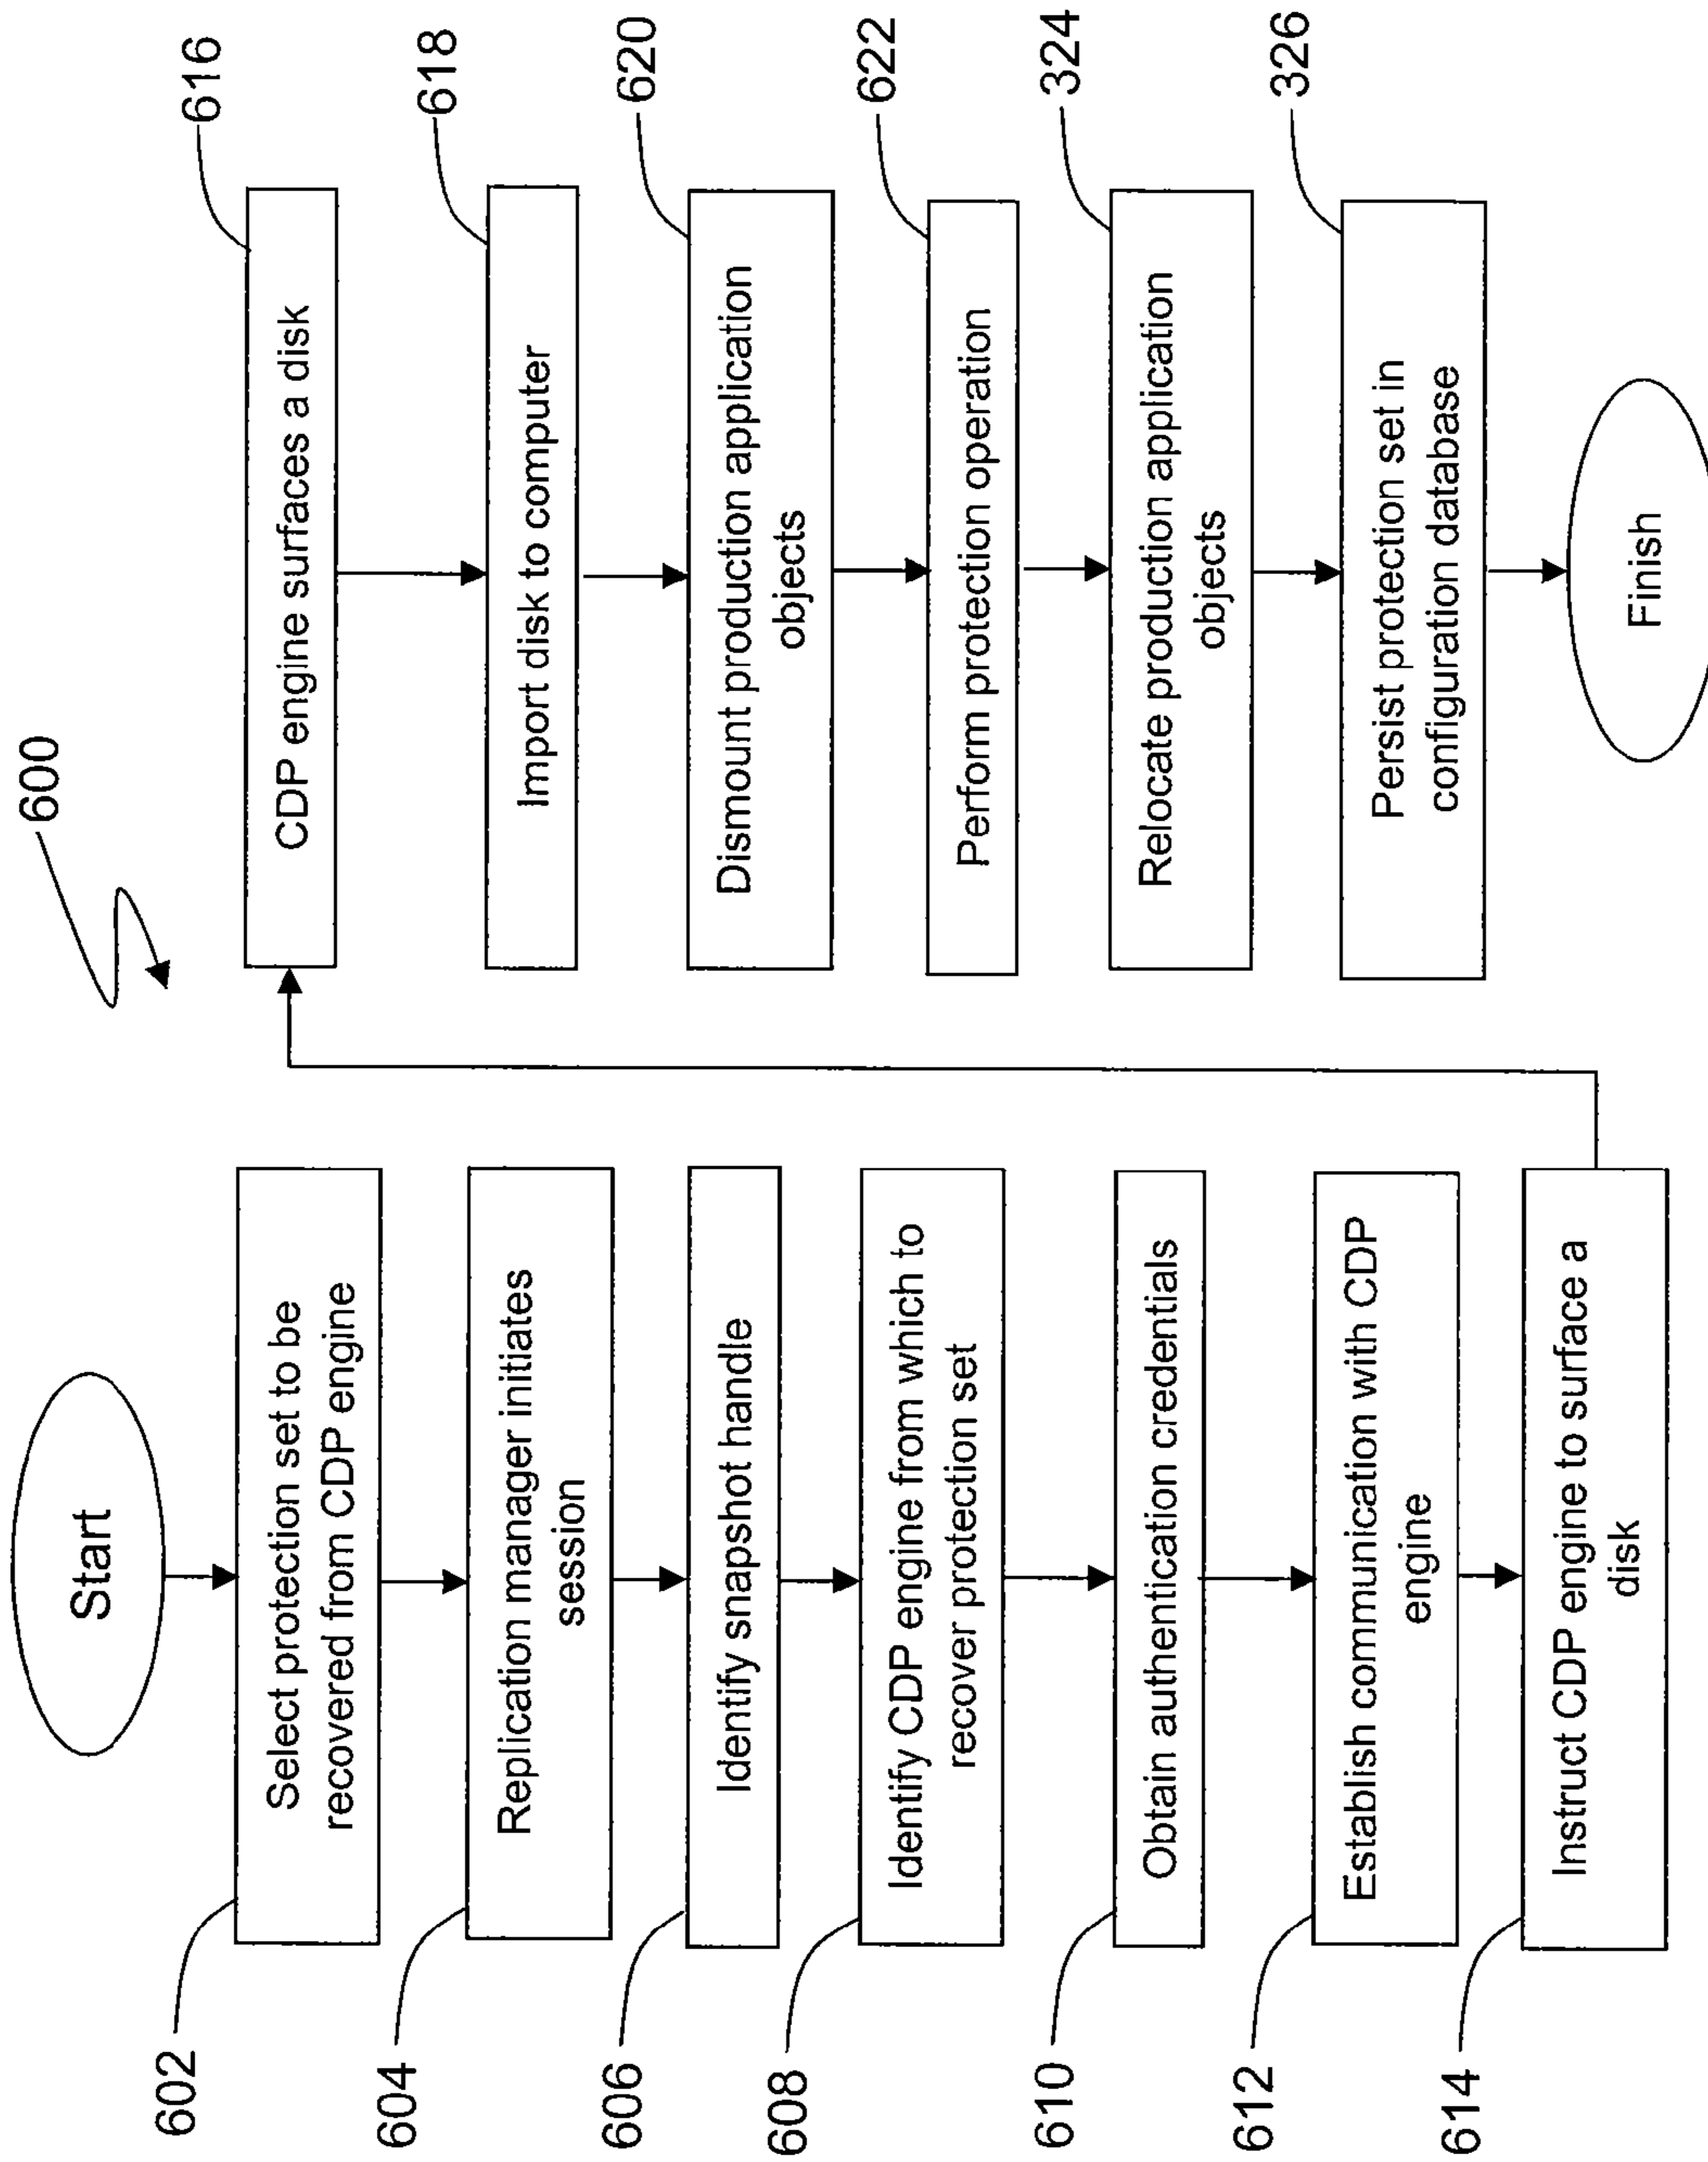 600
Start
602
Select protection set to be
recovered from CDP engine
604
Replication manager initiates
session
606
Identify snapshot handle
608
Identify CDP engine from which to
recover protection set
610
Obtain authentication credentials
612
Establish communication with CDP
engine
614
Instruct CDP engine to surface a
disk
616
CDP engine surfaces a disk
618
Import disk to computer
620
Dismount production application
objects
622
Perform protection operation
324
Relocate production application
objects
326
Persist protection set in
configuration database
Finish